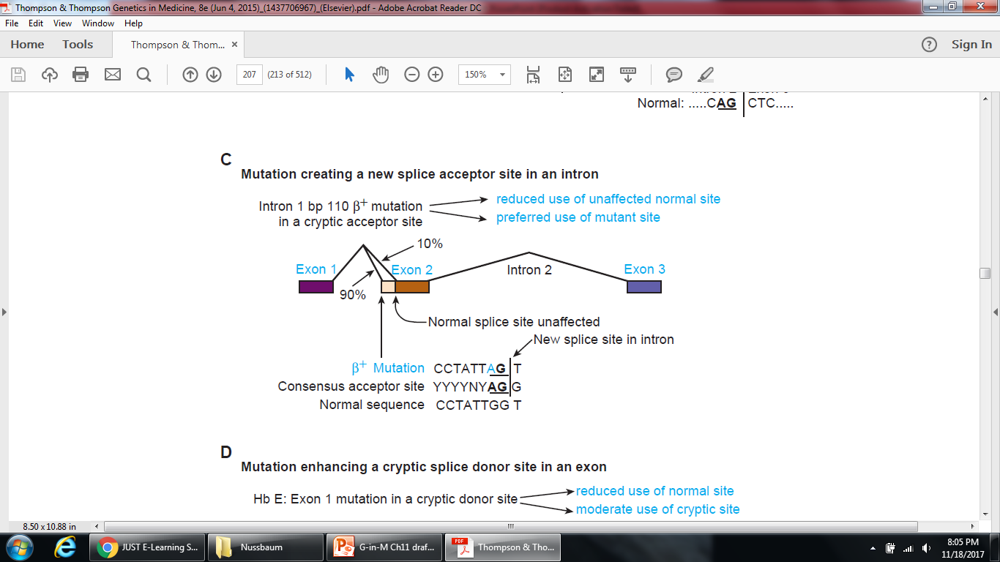 Thompson & Thompson Genetics in Medicine, 8e (Jun 4, 2015)_(1437706967)_(Elsevier).pdf - Adobe Acrobat Reader DC
File Edit View Window Help
Home Tools Thompson & Thom... × ? Sign In
207 (213 of 512) 150%
Normal: .....CAG CTC.....
C
Mutation creating a new splice acceptor site in an intron
Intron 1 bp 110 β+ mutation
in a cryptic acceptor site
reduced use of unaffected normal site
preferred use of mutant site
10%
Exon 1 Exon 2 Intron 2 Exon 3
90%
Normal splice site unaffected
New splice site in intron
β+ Mutation CCTATTAG T
Consensus acceptor site YYYYNYAG G
Normal sequence CCTATTGG T
D
Mutation enhancing a cryptic splice donor site in an exon
Hb E: Exon 1 mutation in a cryptic donor site
reduced use of normal site
moderate use of cryptic site
8.50 x 10.88 in
JUST E-Learning S... Nussbaum G-in-M Ch11 draf... Thompson & Tho...
8:05 PM
11/18/2017